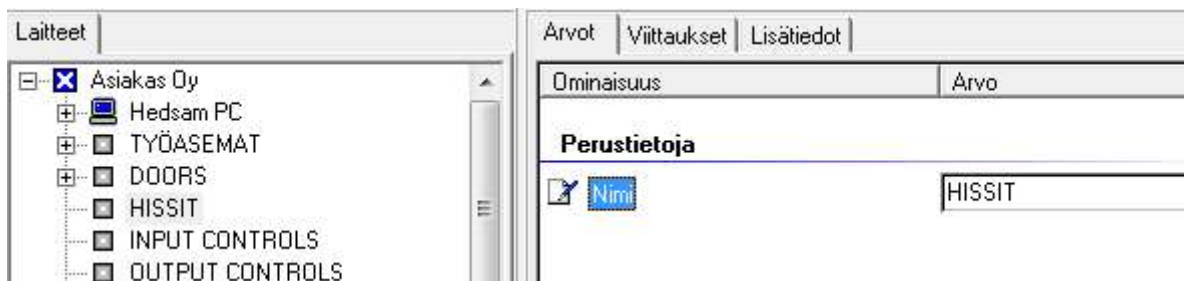 Laitteet
Asiakas Oy
Hedsam PC
TYÖASEMAT
DOORS
HISSIT
INPUT CONTROLS
OUTPUT CONTROLS
Arvot Viittaukset Lisätiedot
Ominaisuus Arvo
Perustietoja
Nimi HISSIT